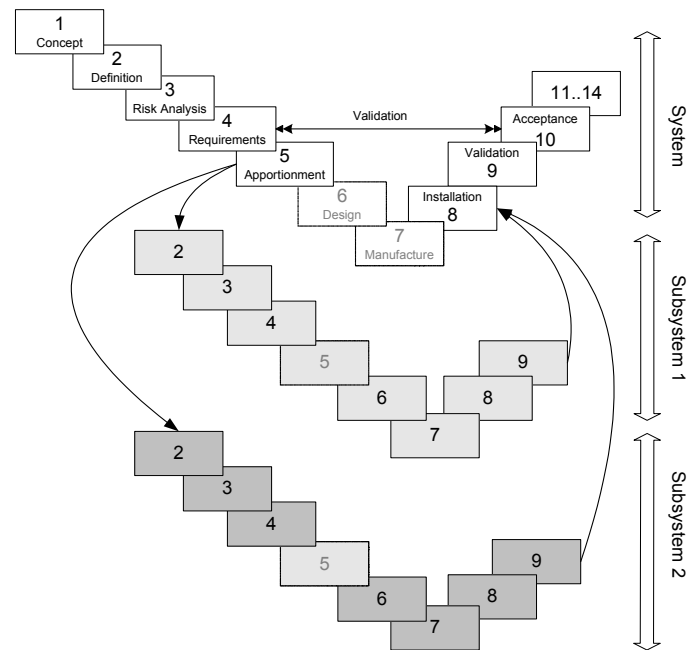 1
Concept
2
Definition
3
Risk Analysis
4
Requirements
5
Apportionment
6
Design
7
Manufacture
Installation
8
Validation
9
Acceptance
10
11..14
Validation
System
2
3
4
5
6
7
8
9
Subsystem 1
2
3
4
5
6
7
8
9
Subsystem 2